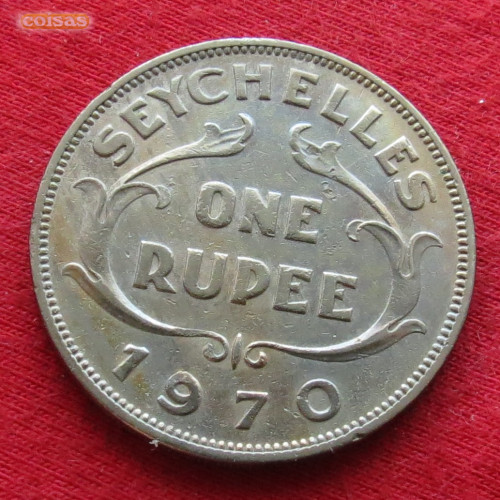 coisas
SEYCHELLES
ONE
RUPEE
1970